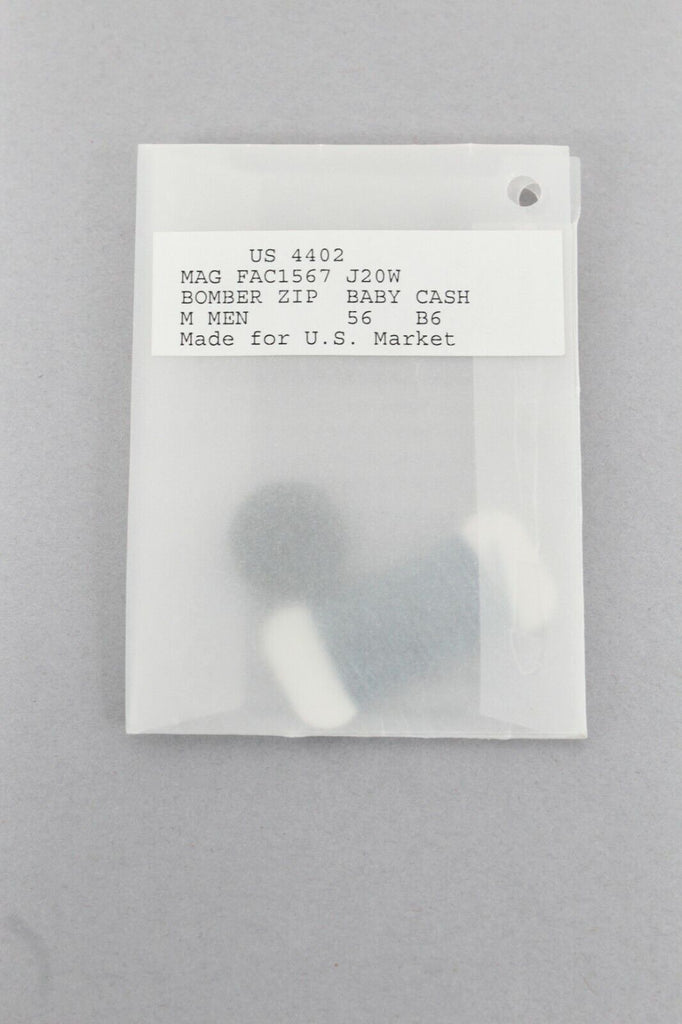 US 4402
MAG FAC1567 J20W
BOMBER ZIP BABY CASH
M MEN 56 B6
Made for U.S. Market